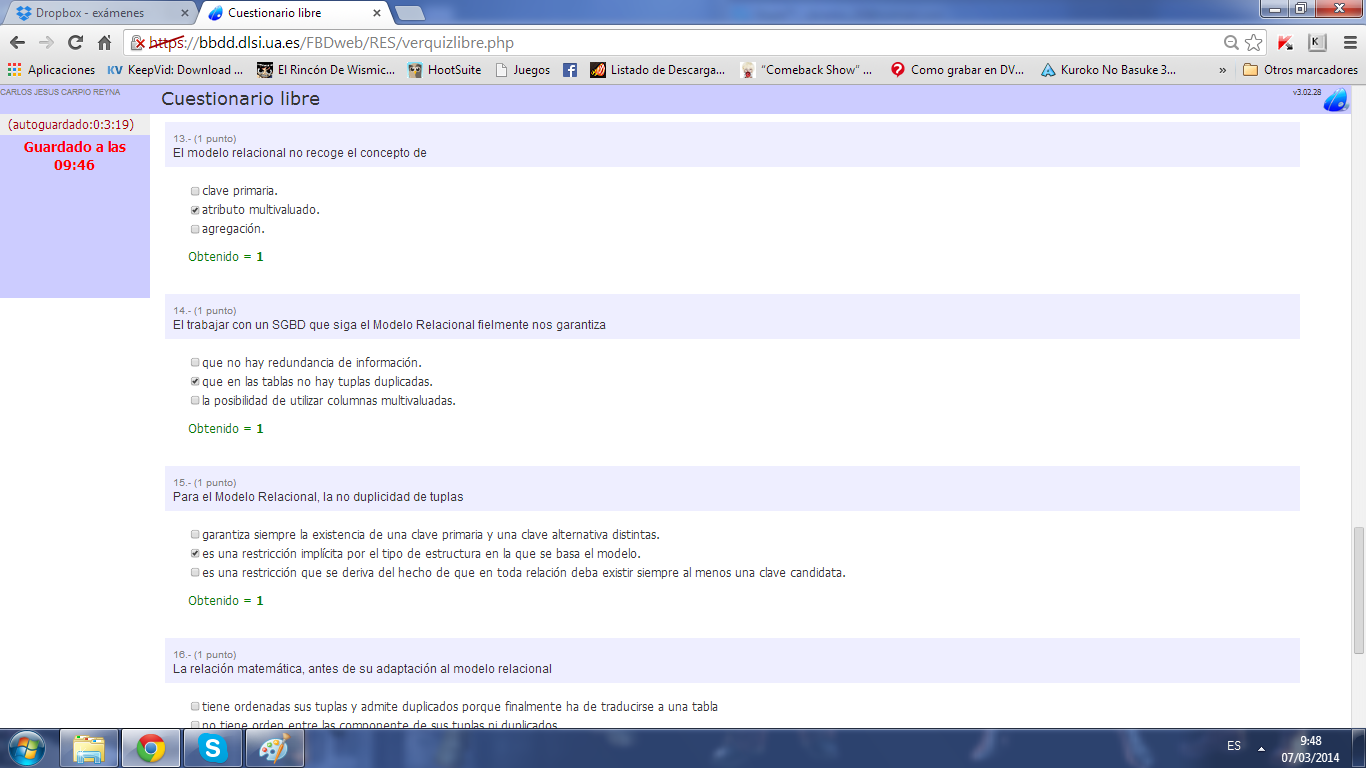 Dropbox - exámenes
Cuestionario libre
https://bbdd.dlsi.ua.es/FBDweb/RES/verquizlibre.php
Aplicaciones
KV KeepVid: Download ...
El Rincón De Wismic...
HootSuite
Juegos
Listado de Descarga...
“Comeback Show” ...
Como grabar en DV...
Kuroko No Basuke 3...
»
Otros marcadores
CARLOS JESUS CARPIO REYNA
Cuestionario libre
v3.02.28
(autoguardado:0:3:19)
Guardado a las
09:46
13.- (1 punto)
El modelo relacional no recoge el concepto de
clave primaria.
atributo multivaluado.
agregación.
Obtenido = 1
14.- (1 punto)
El trabajar con un SGBD que siga el Modelo Relacional fielmente nos garantiza
que no hay redundancia de información.
que en las tablas no hay tuplas duplicadas.
la posibilidad de utilizar columnas multivaluadas.
Obtenido = 1
15.- (1 punto)
Para el Modelo Relacional, la no duplicidad de tuplas
garantiza siempre la existencia de una clave primaria y una clave alternativa distintas.
es una restricción implícita por el tipo de estructura en la que se basa el modelo.
es una restricción que se deriva del hecho de que en toda relación deba existir siempre al menos una clave candidata.
Obtenido = 1
16.- (1 punto)
La relación matemática, antes de su adaptación al modelo relacional
tiene ordenadas sus tuplas y admite duplicados porque finalmente ha de traducirse a una tabla
no tiene orden entre las componente de sus tuplas ni duplicados
ES
9:48
07/03/2014